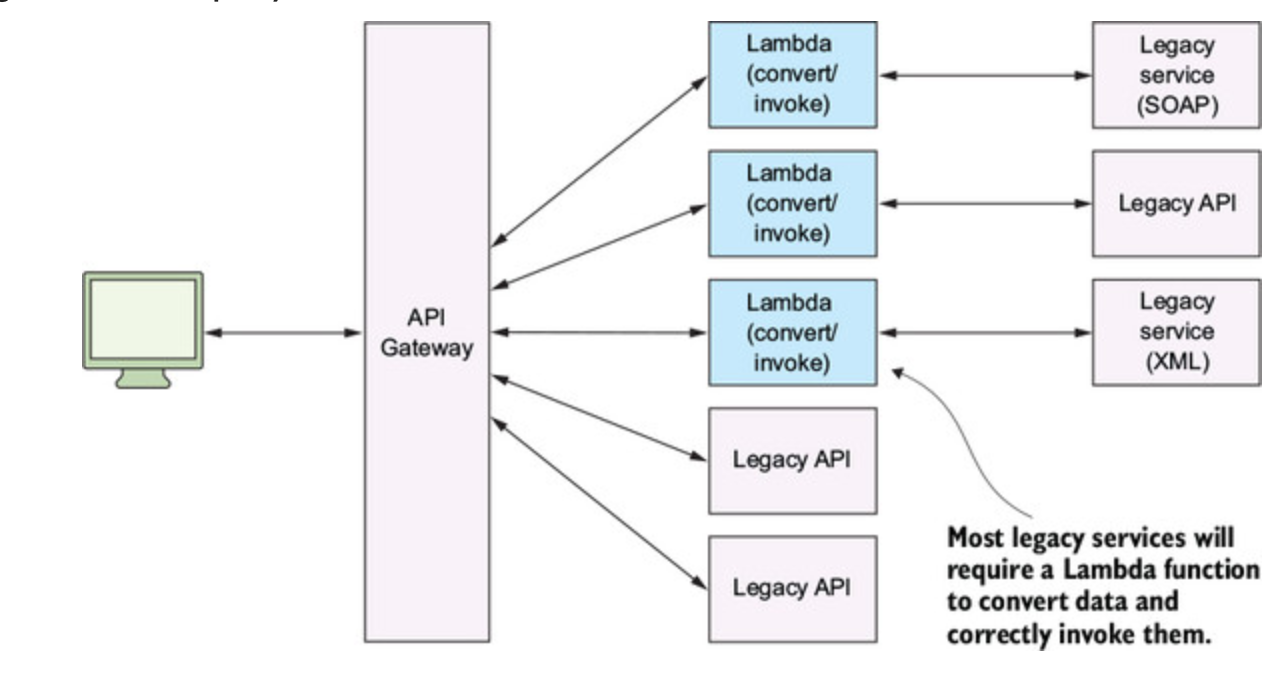 Lambda
(convert/
invoke)
Legacy
service
(SOAP)
Lambda
(convert/
invoke)
Legacy API
API
Gateway
Lambda
(convert/
invoke)
Legacy
service
(XML)
Legacy API
Legacy API
Most legacy services will
require a Lambda function
to convert data and
correctly invoke them.